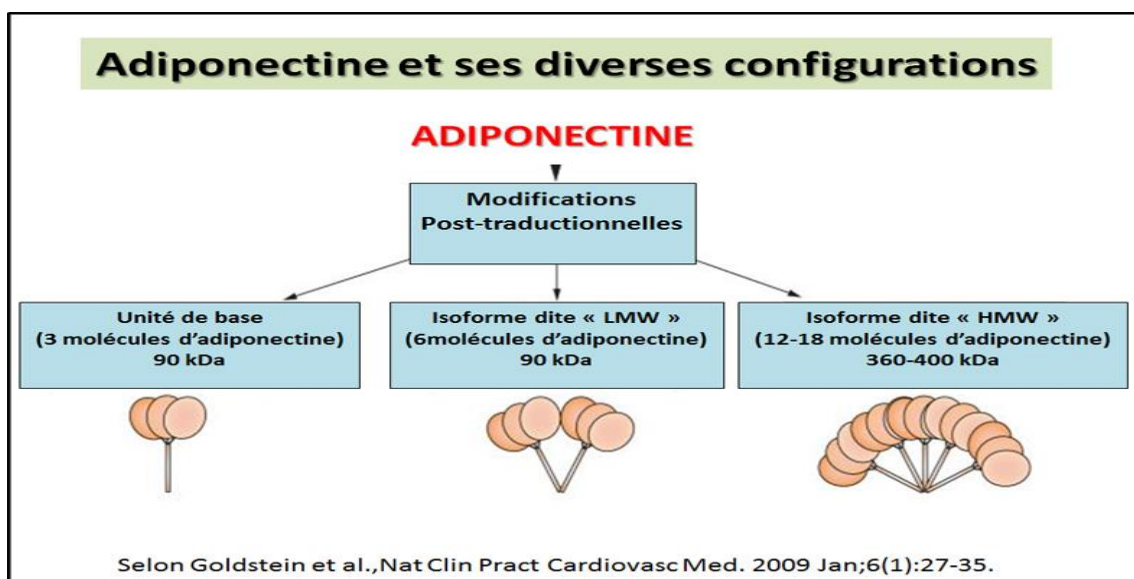 Adiponectine et ses diverses configurations
ADIPONECTINE
Modifications
Post-traductionnelles
Unité de base
(3 molécules d’adiponectine)
90 kDa
Isoforme dite « LMW »
(6molécules d’adiponectine)
90 kDa
Isoforme dite « HMW »
(12-18 molécules d’adiponectine)
360-400 kDa
Selon Goldstein et al.,Nat Clin Pract Cardiovasc Med. 2009 Jan;6(1):27-35.